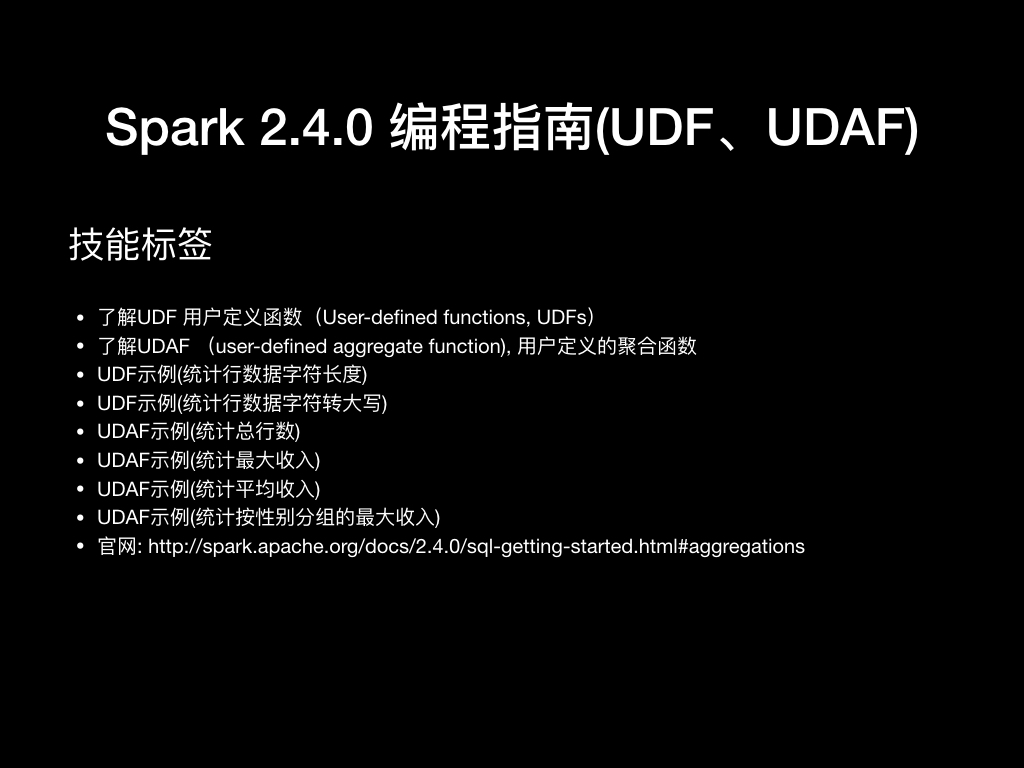 Spark 2.4.0 编程指南(UDF、UDAF)
技能标签
• 了解UDF 用户定义函数（User-defined functions, UDFs）
• 了解UDAF （user-defined aggregate function), 用户定义的聚合函数
• UDF示例(统计行数据字符长度)
• UDF示例(统计行数据字符转大写)
• UDAF示例(统计总行数)
• UDAF示例(统计最大收入)
• UDAF示例(统计平均收入)
• UDAF示例(统计按性别分组的最大收入)
• 官网: http://spark.apache.org/docs/2.4.0/sql-getting-started.html#aggregations